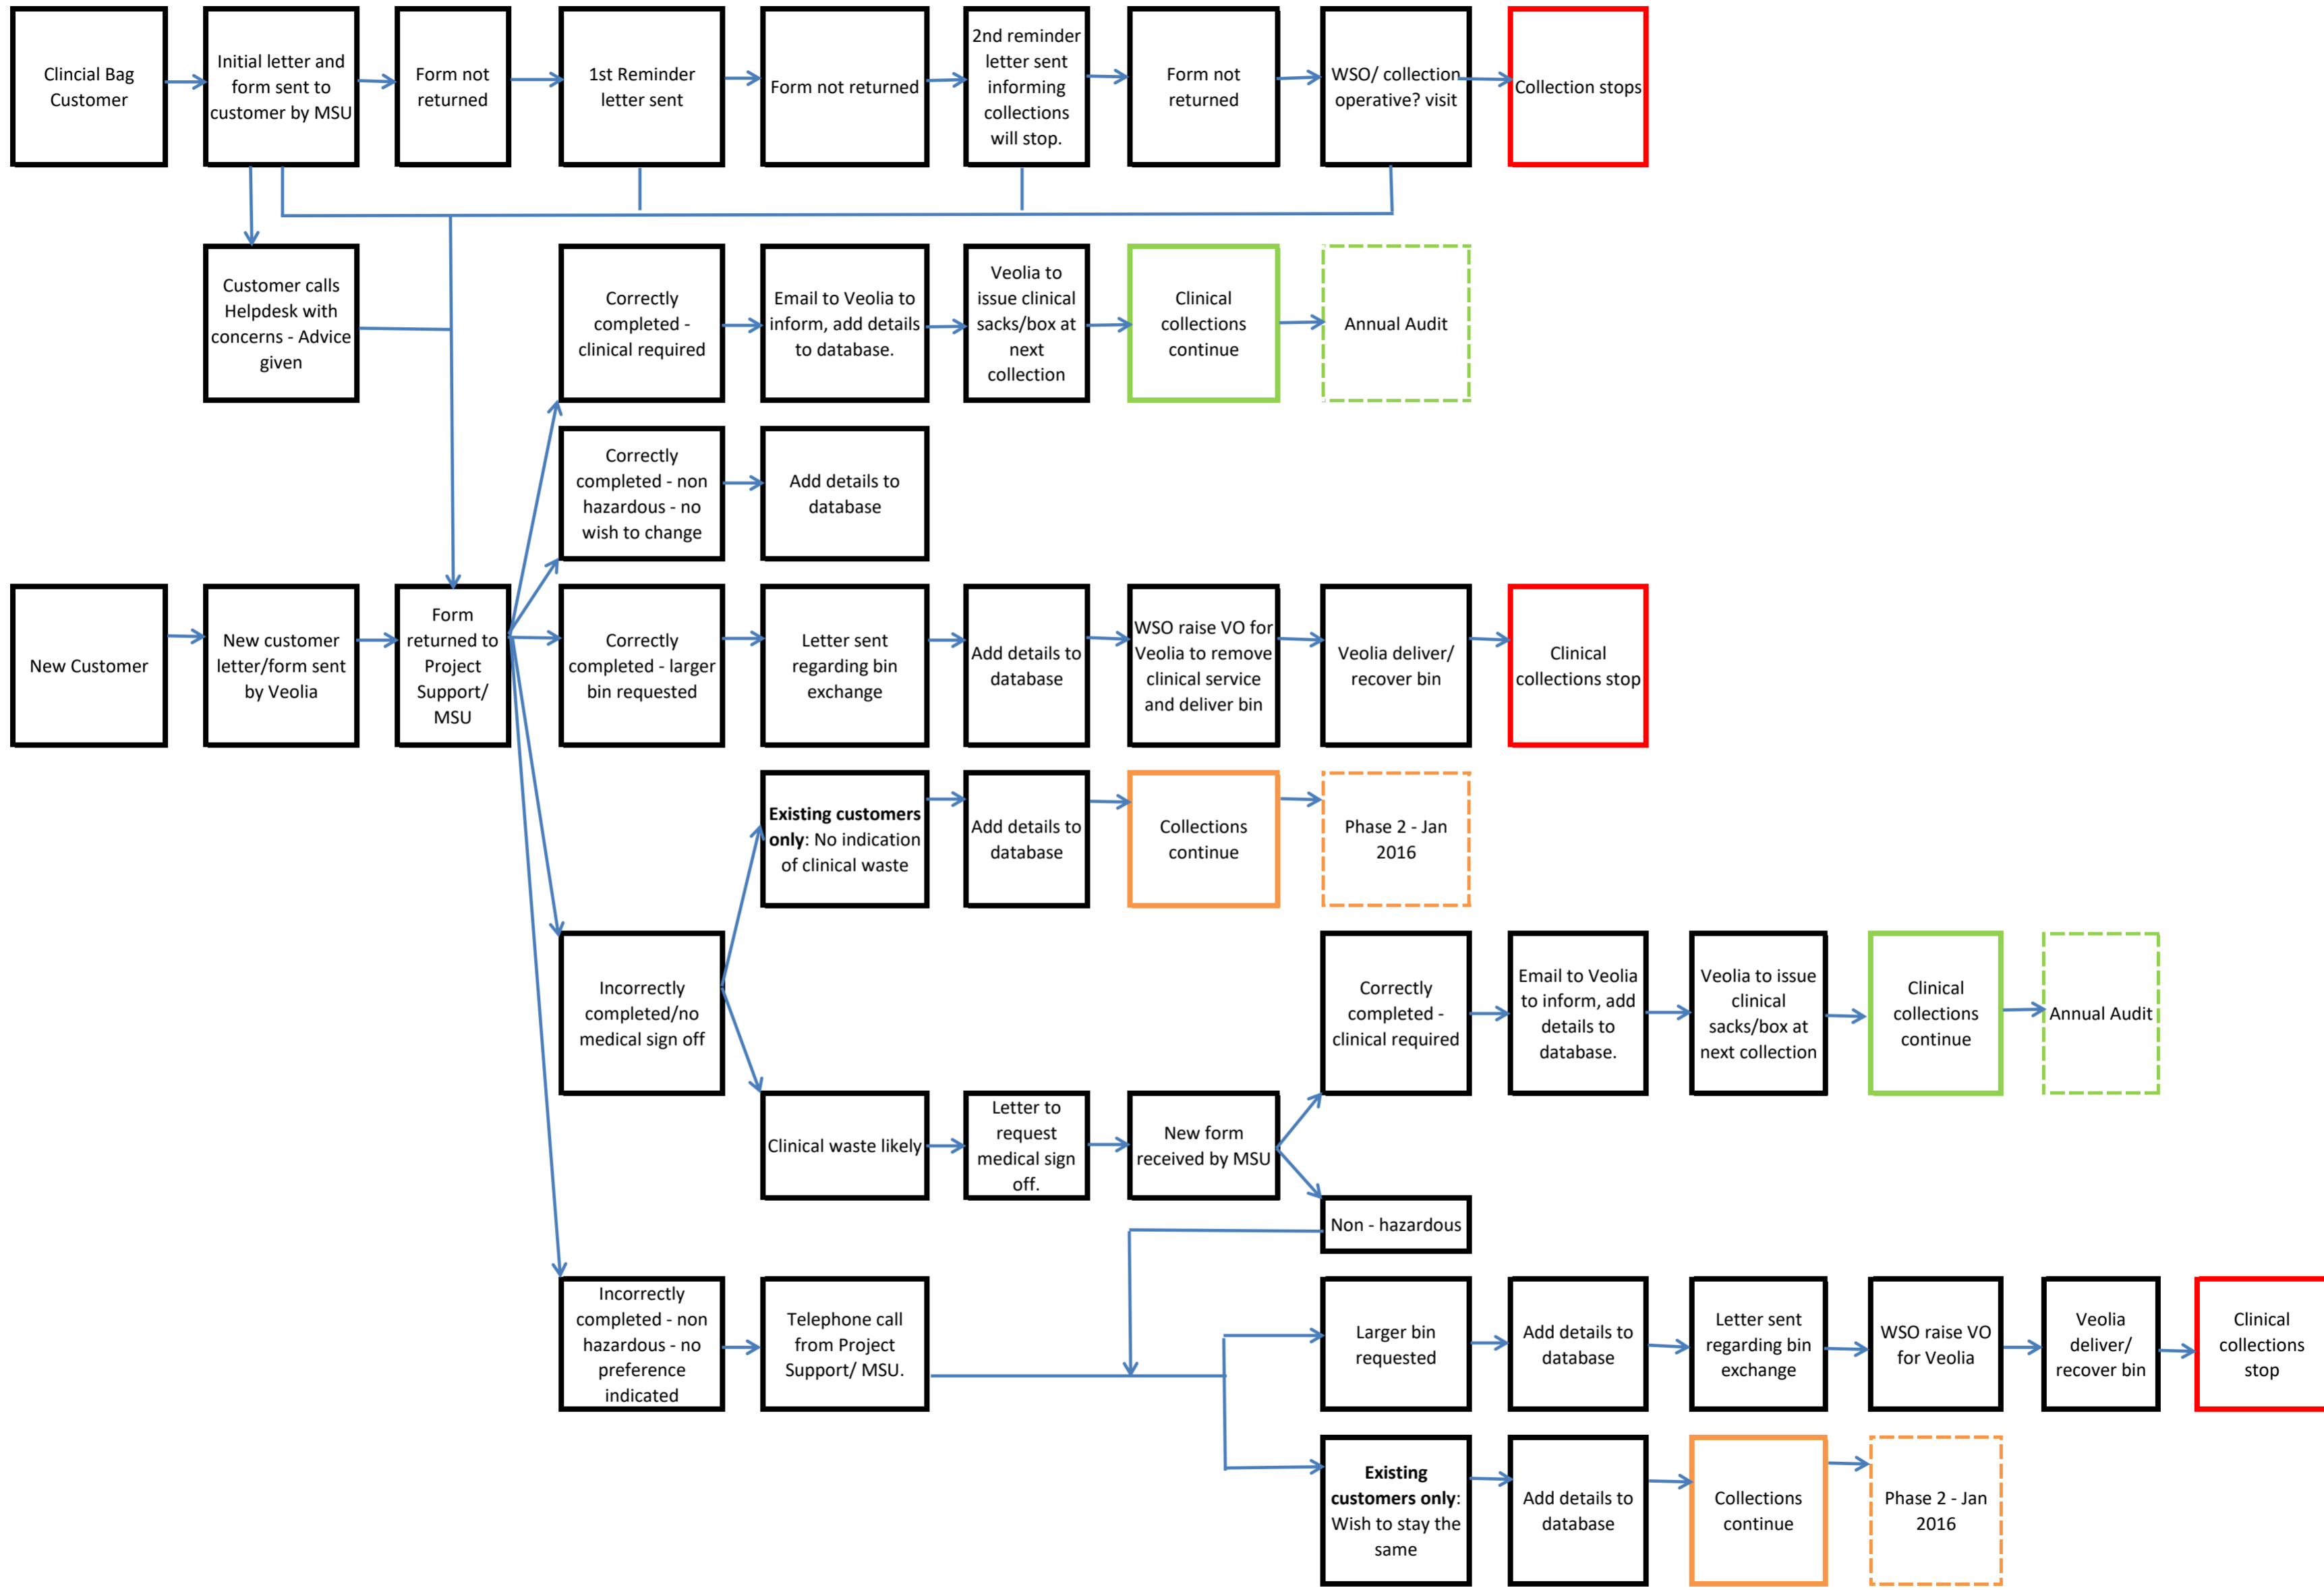 Clincial Bag
Customer
Initial letter and
form sent to
customer by MSU
Form not
returned
1st Reminder
letter sent
Form not returned
2nd reminder
letter sent
informing
collections
will stop.
Form not
returned
WSO/ collection
operative? visit
Collection stops
Customer calls
Helpdesk with
concerns - Advice
given
Correctly
completed -
clinical required
Email to Veolia to
inform, add details
to database.
Veolia to
issue clinical
sacks/box at
next
collection
Clinical
collections
continue
Annual Audit
Correctly
completed - non
hazardous - no
wish to change
Add details to
database
New Customer
New customer
letter/form sent
by Veolia
Form
returned to
Project
Support/
MSU
Correctly
completed - larger
bin requested
Letter sent
regarding bin
exchange
Add details to
database
WSO raise VO for
Veolia to remove
clinical service
and deliver bin
Veolia deliver/
recover bin
Clinical
collections stop
Existing customers
only: No indication
of clinical waste
Add details to
database
Collections
continue
Phase 2 - Jan
2016
Incorrectly
completed/no
medical sign off
Correctly
completed -
clinical required
Email to Veolia
to inform, add
details to
database.
Veolia to issue
clinical
sacks/box at
next collection
Clinical
collections
continue
Annual Audit
Clinical waste likely
Letter to
request
medical sign
off.
New form
received by MSU
Non - hazardous
Incorrectly
completed - non
hazardous - no
preference
indicated
Telephone call
from Project
Support/ MSU.
Larger bin
requested
Add details to
database
Letter sent
regarding bin
exchange
WSO raise VO
for Veolia
Veolia
deliver/
recover bin
Clinical
collections
stop
Existing
customers only:
Wish to stay the
same
Add details to
database
Collections
continue
Phase 2 - Jan
2016